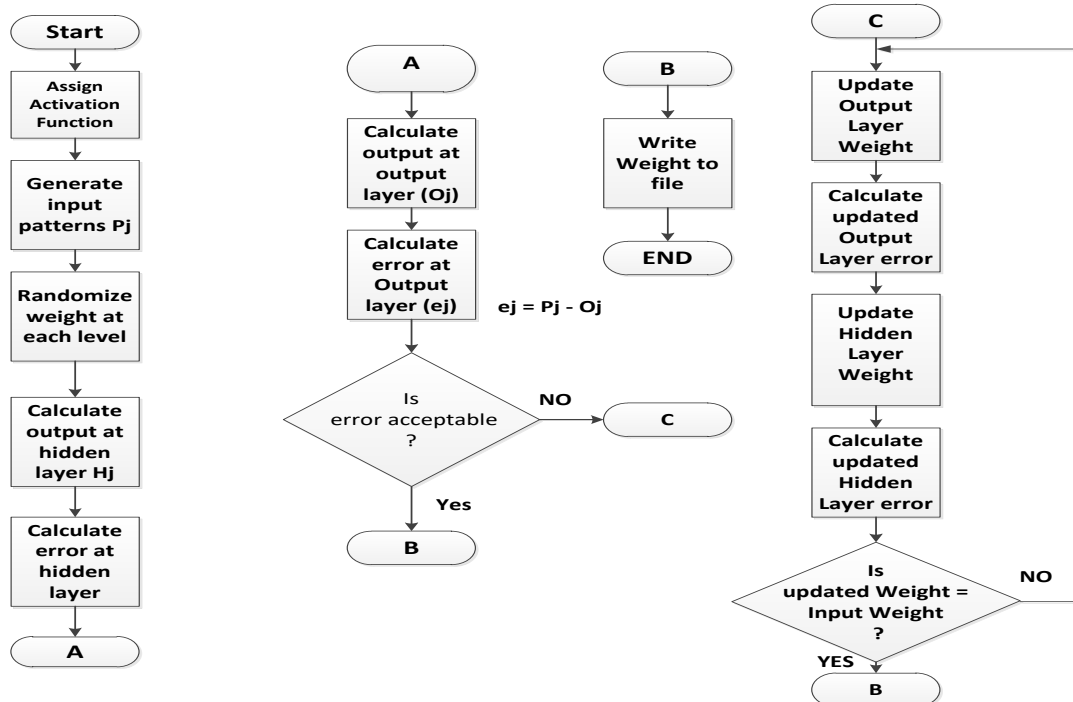 Start
Assign
Activation
Function
Generate
input
patterns Pj
Randomize
weight at
each level
Calculate
output at
hidden
layer Hj
Calculate
error at
hidden
layer
A
A
Calculate
output at
output
layer (Oj)
Calculate
error at
Output
layer (ej)
ej = Pj - Oj
Is
error acceptable
?
NO
C
Yes
B
B
Write
Weight to
file
END
C
Update
Output
Layer
Weight
Calculate
updated
Output
Layer error
Update
Hidden
Layer
Weight
Calculate
updated
Hidden
Layer error
Is
updated Weight =
Input Weight
?
NO
YES
B